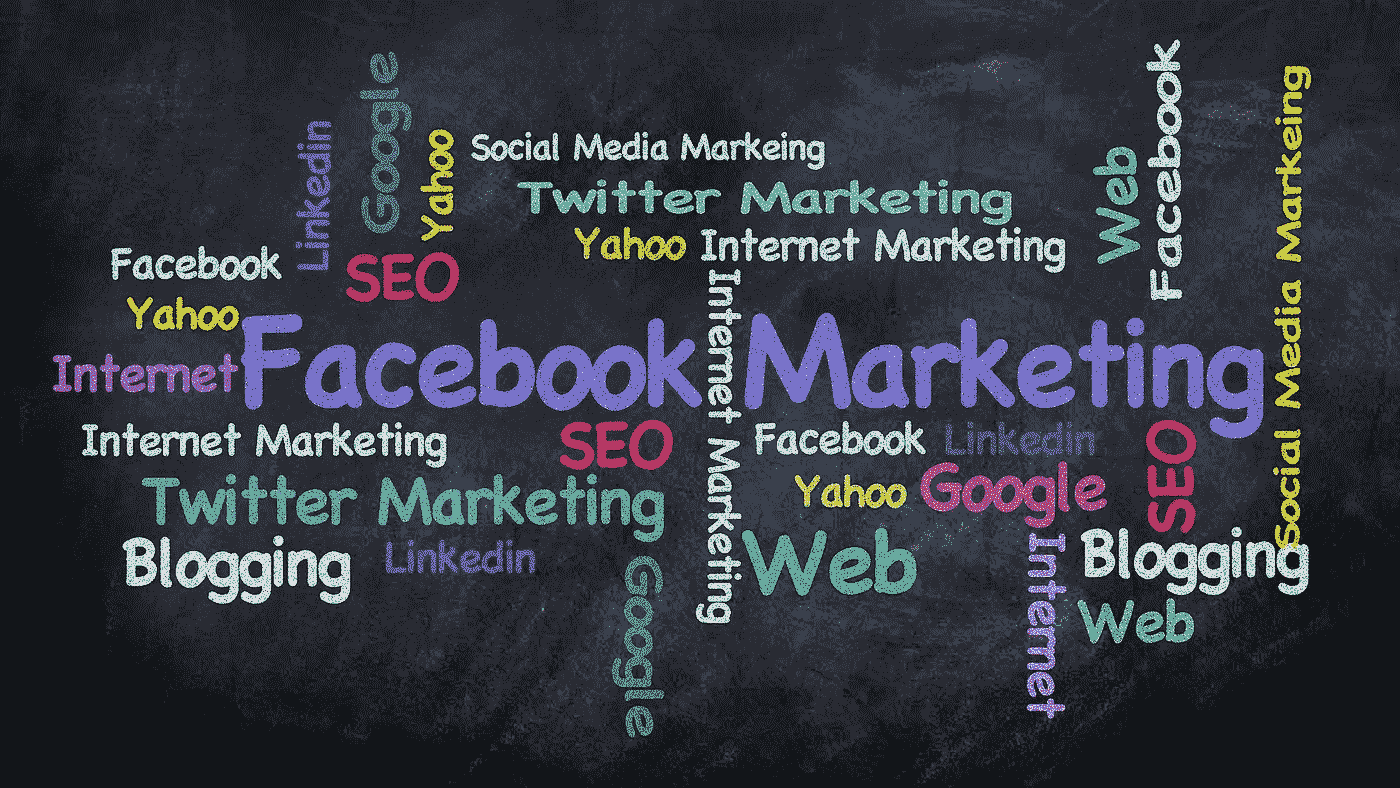 Linkedin
Google
Yahoo
Social Media Markeing
Twitter Marketing
Yahoo
Internet Marketing
Web
Facebook
Social Media Markeing
Facebook
SEO
Yahoo
Internet
Facebook Marketing
Internet Marketing
Internet Marketing
SEO
Facebook
Linkedin
SEO
Twitter Marketing
Yahoo
Google
Blogging
Linkedin
Google
Web
Internet
Blogging
Web